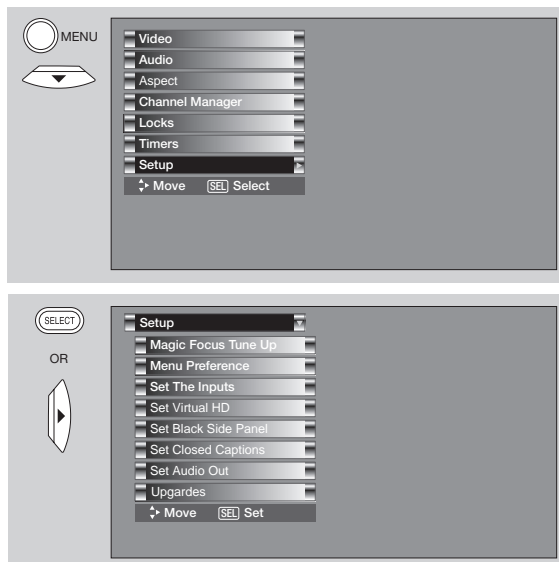 MENU
Video
Audio
Aspect
Channel Manager
Locks
Timers
Setup
Move SEL Select
SELECT
OR
Setup
Magic Focus Tune Up
Menu Preference
Set The Inputs
Set Virtual HD
Set Black Side Panel
Set Closed Captions
Set Audio Out
Upgardes
Move SEL Set